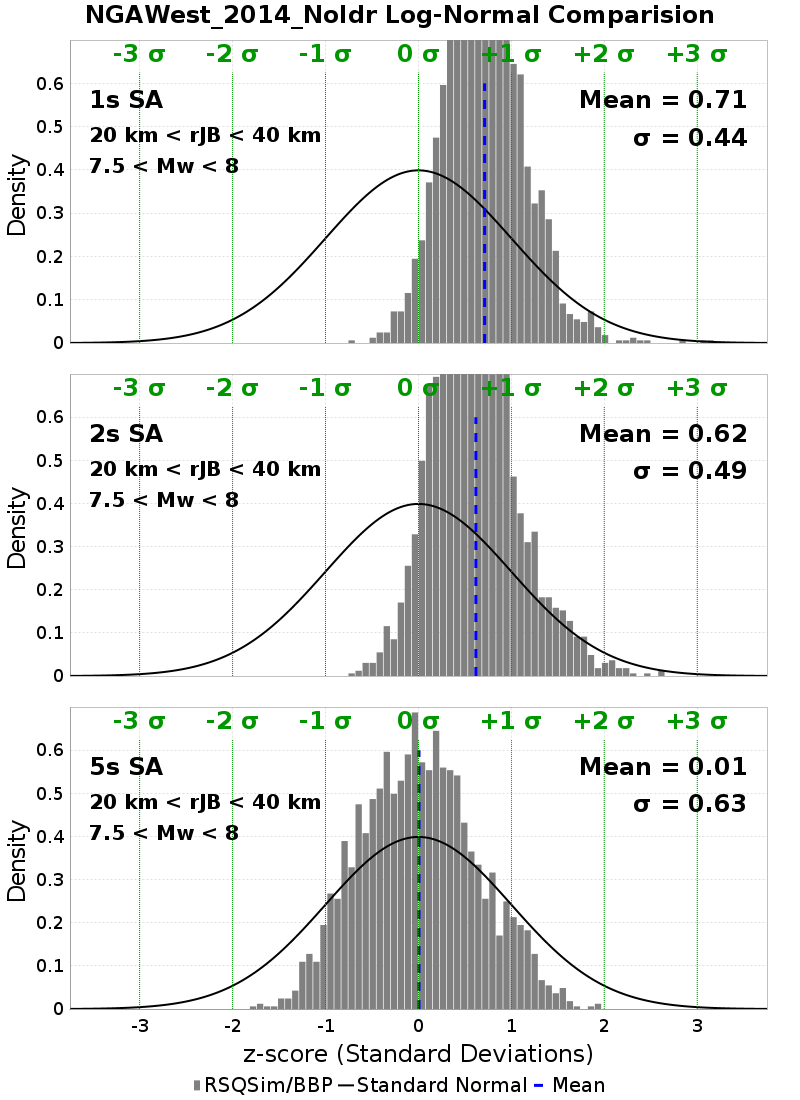 NGAWest_2014_NoIdr Log-Normal Comparision
-3 σ -2 σ -1 σ 0 σ +1 σ +2 σ +3 σ
1s SA
Mean = 0.71
20 km < rJB < 40 km
σ = 0.44
7.5 < Mw < 8
Density
0.6
0.5
0.4
0.3
0.2
0.1
0
-3 σ -2 σ -1 σ 0 σ +1 σ +2 σ +3 σ
2s SA
Mean = 0.62
20 km < rJB < 40 km
σ = 0.49
7.5 < Mw < 8
Density
0.6
0.5
0.4
0.3
0.2
0.1
0
-3 σ -2 σ -1 σ 0 σ +1 σ +2 σ +3 σ
5s SA
Mean = 0.01
20 km < rJB < 40 km
σ = 0.63
7.5 < Mw < 8
Density
0.6
0.5
0.4
0.3
0.2
0.1
0
-3 -2 -1 0 1 2 3
z-score (Standard Deviations)
RSQSim/BBP Standard Normal Mean